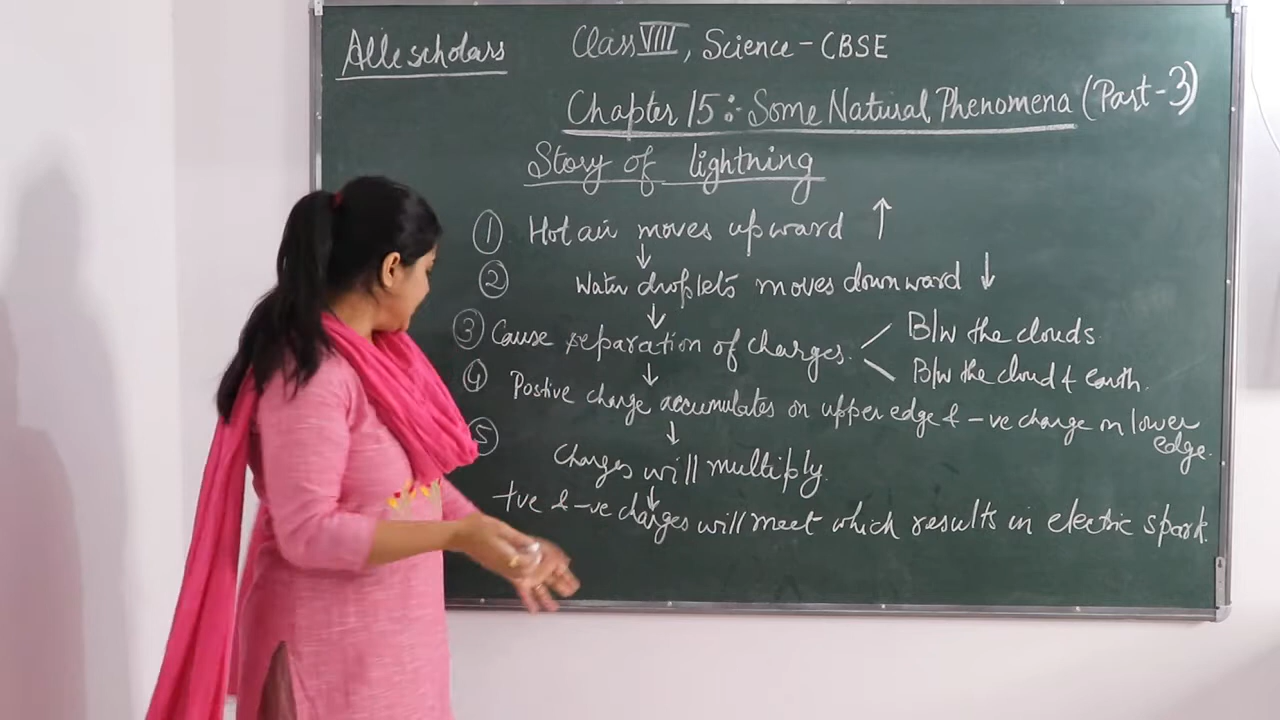 Allescholars
Class VIII, Science - CBSE
Chapter 15:- Some Natural Phenomena (Part-3)
Story of lightning
① Hot air moves upward ↑
↓
② Water droplets moves downward ↓
↓
③ Cause separation of charges. B/w the clouds.
B/w the cloud & earth.
↓
④ Postive charge accumulates on upper edge & -ve charge on lower edge.
↓
⑤ Charges will multiply.
↓
+ve & -ve charges will meet which results in electric spark.